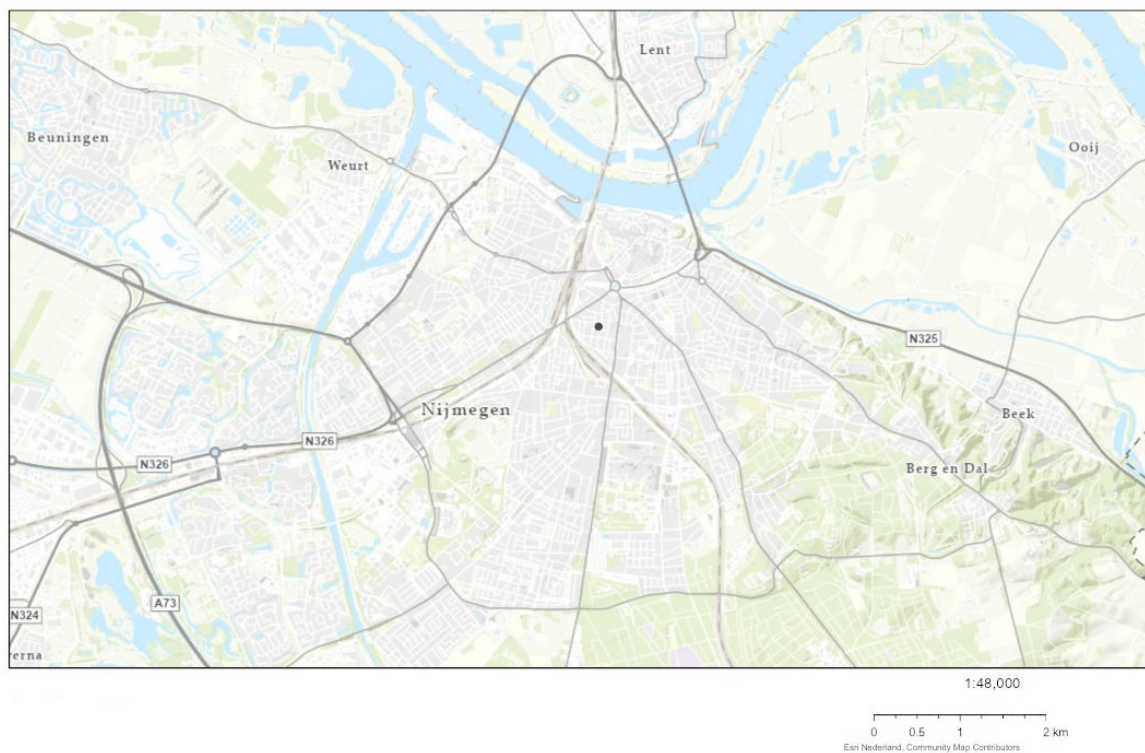 Lent
Beuningen
Ooij
Weurt
N325
Nijmegen
Beek
N326
N326
Berg en Dal
A73
N324
erna
1:48,000
0 0.5 1 2 km
Esri Nederland, Community Map Contributors